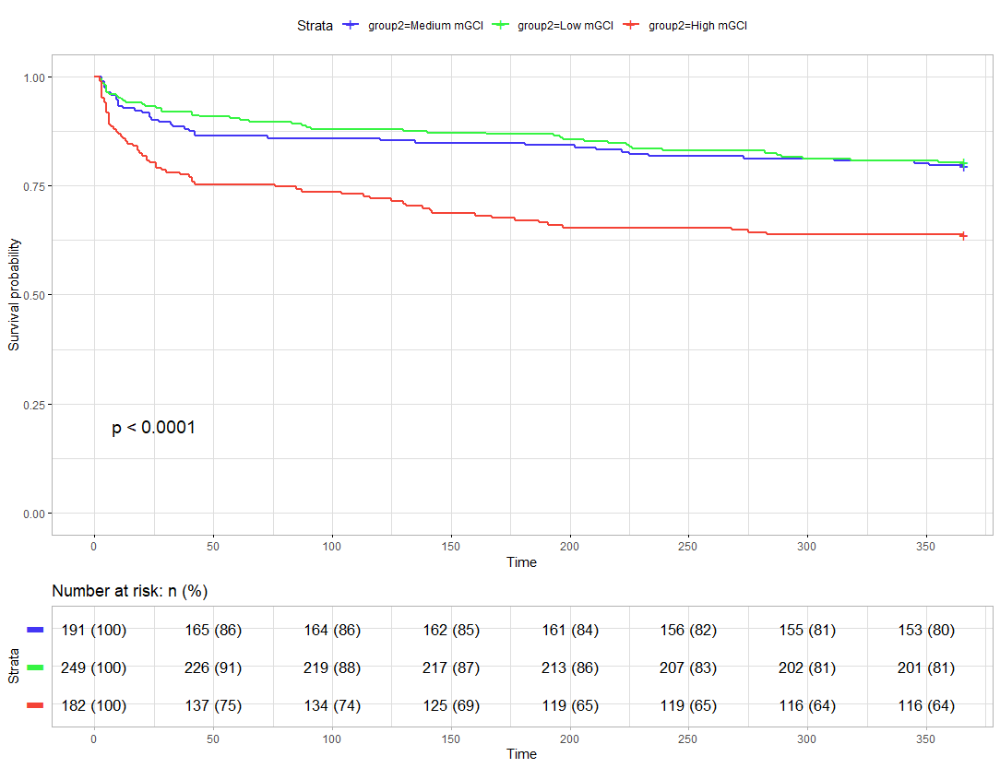 Strata group2=Medium mGCI group2=Low mGCI group2=High mGCI
1.00
0.75
0.50
0.25
0.00
Survival probability
p < 0.0001
0 50 100 150 200 250 300 350
Time
Number at risk: n (%)
Strata
191 (100) 165 (86) 164 (86) 162 (85) 161 (84) 156 (82) 155 (81) 153 (80)
249 (100) 226 (91) 219 (88) 217 (87) 213 (86) 207 (83) 202 (81) 201 (81)
182 (100) 137 (75) 134 (74) 125 (69) 119 (65) 119 (65) 116 (64) 116 (64)
0 50 100 150 200 250 300 350
Time